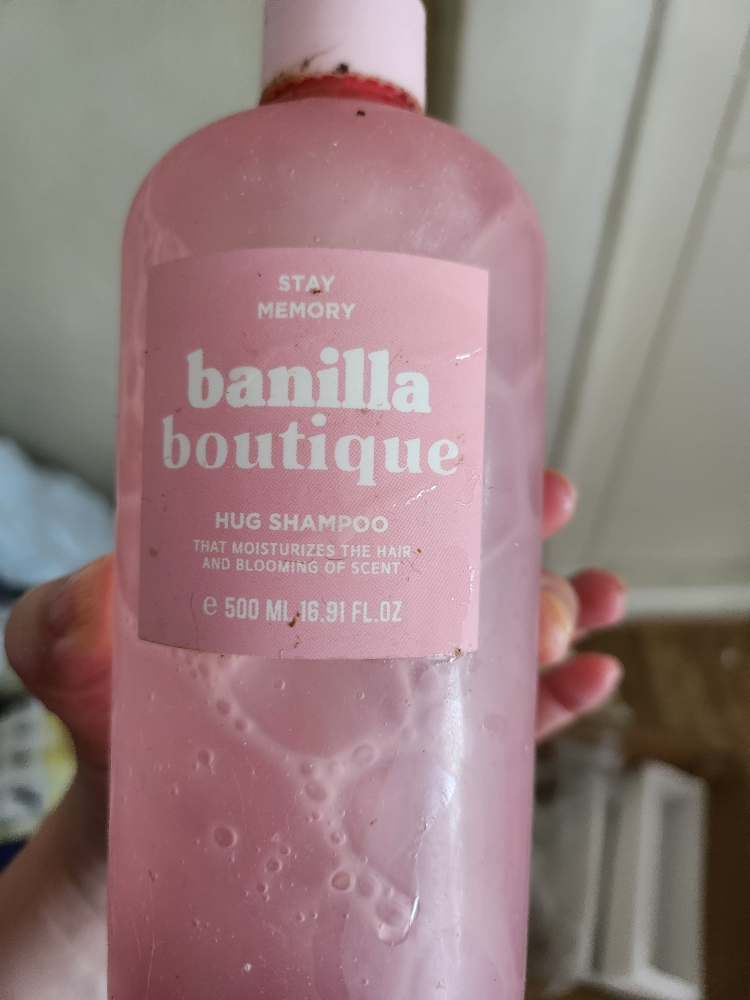 STAY
MEMORY
banilla
boutique
HUG SHAMPOO
THAT MOISTURIZES THE HAIR
AND BLOOMING OF SCENT
e 500 ML 16.91 FL.OZ